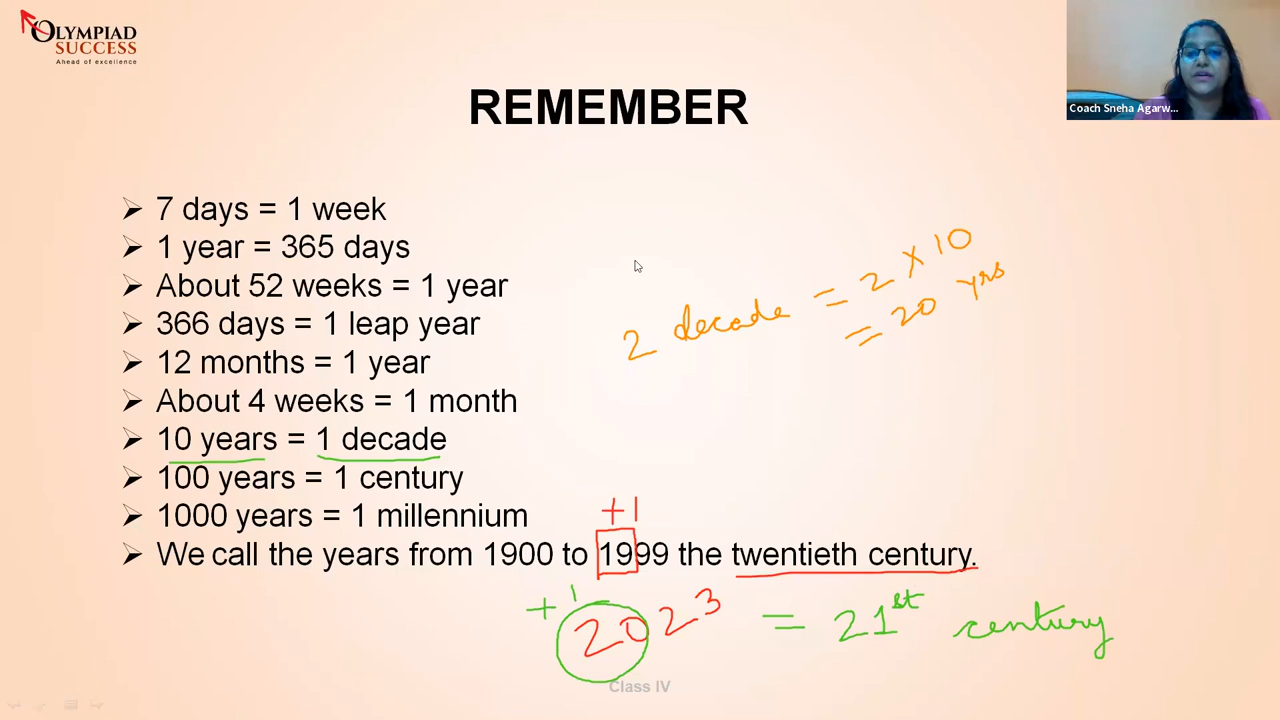 OLYMPIAD
SUCCESS
Ahead of excellence
Coach Sneha Agarw...
REMEMBER
7 days = 1 week
1 year = 365 days
About 52 weeks = 1 year
366 days = 1 leap year
12 months = 1 year
About 4 weeks = 1 month
10 years = 1 decade
100 years = 1 century
1000 years = 1 millennium
We call the years from 1900 to 1999 the twentieth century.
2 decade = 2 × 10
= 20 yrs
+1
+1
2023 = 21st century
Class IV